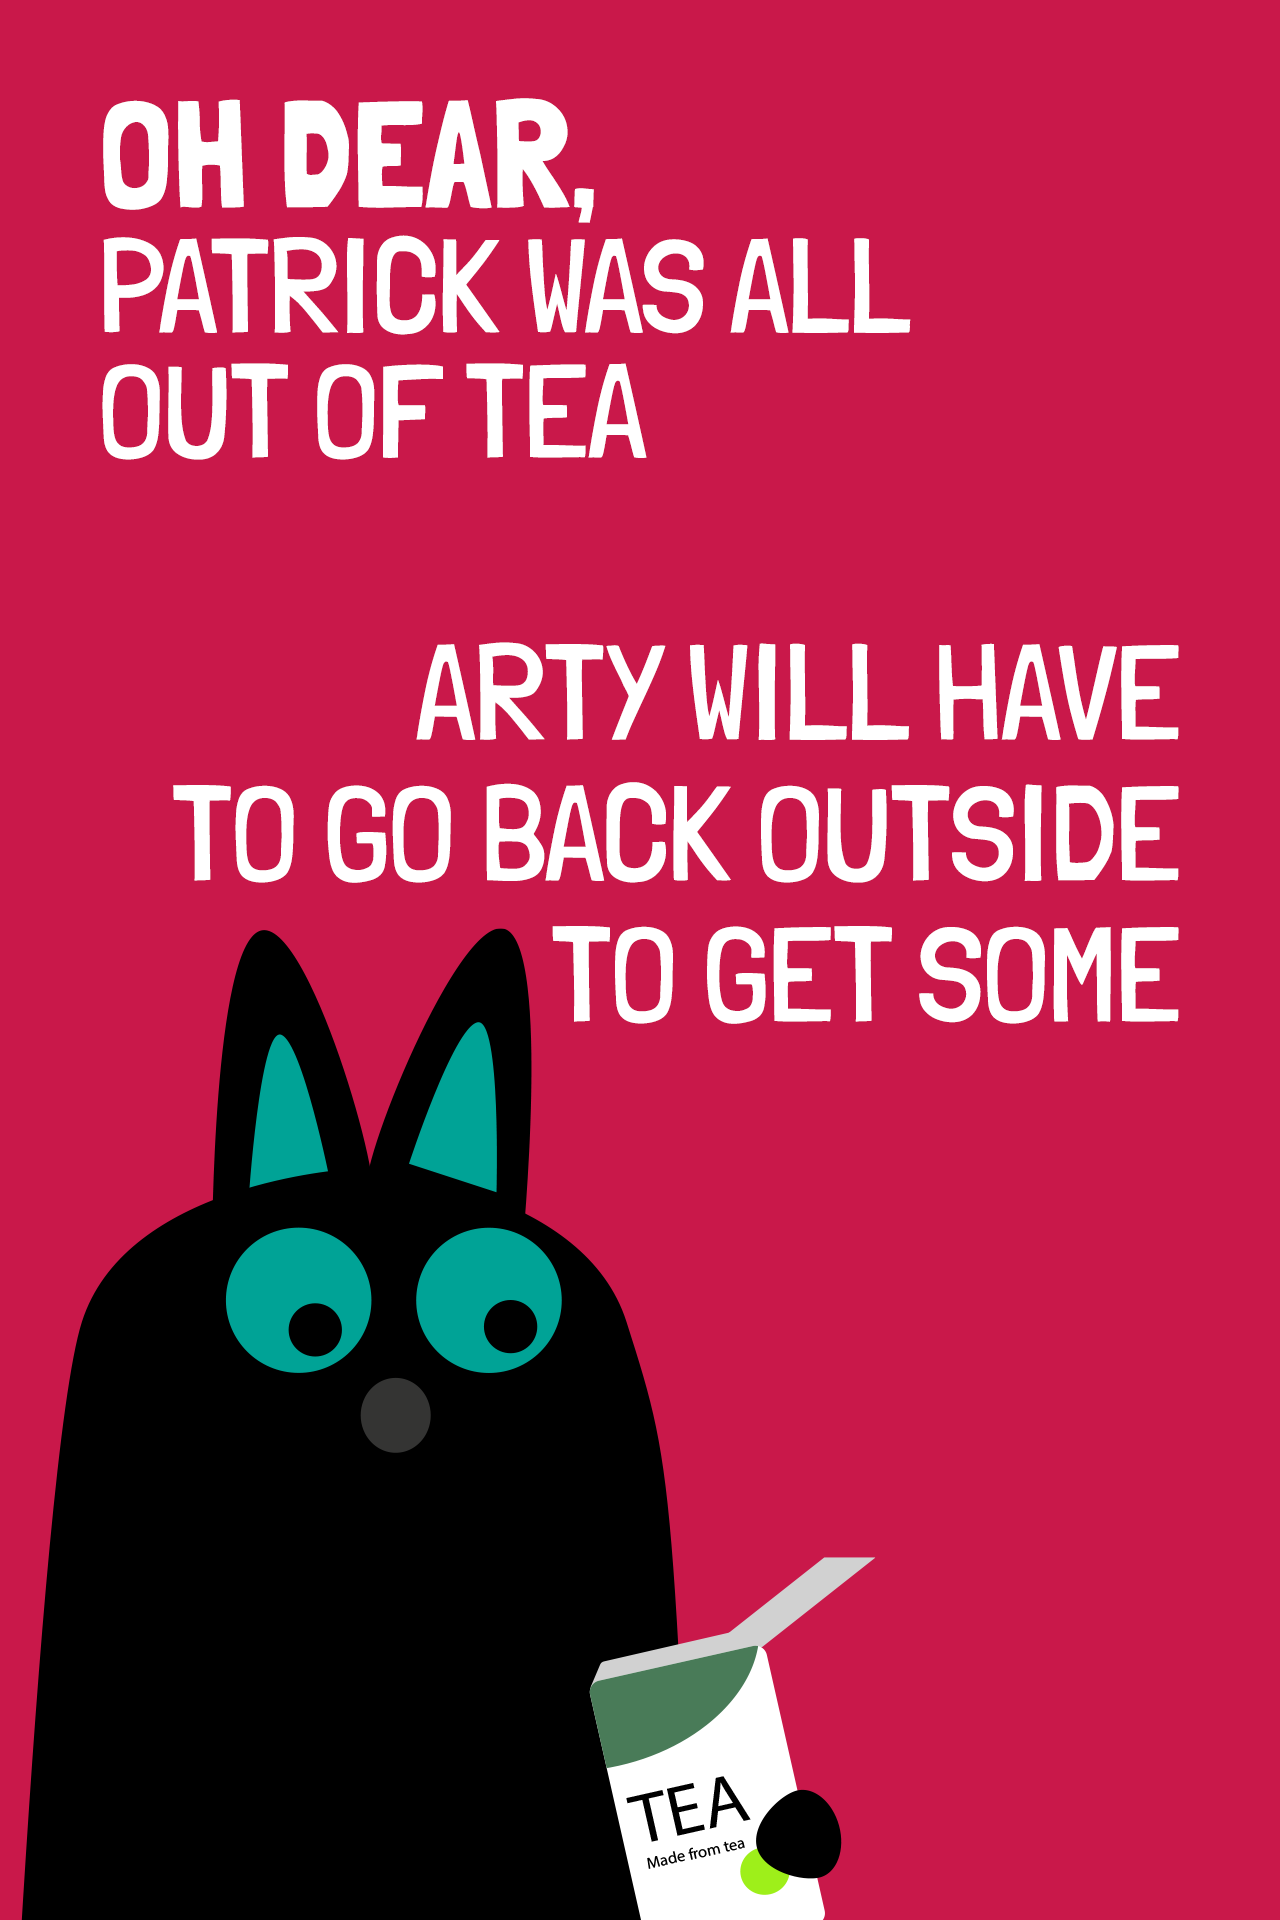 OH DEAR,
PATRICK WAS ALL
OUT OF TEA
ARTY WILL HAVE
TO GO BACK OUTSIDE
TO GET SOME
TEA
Made from tea